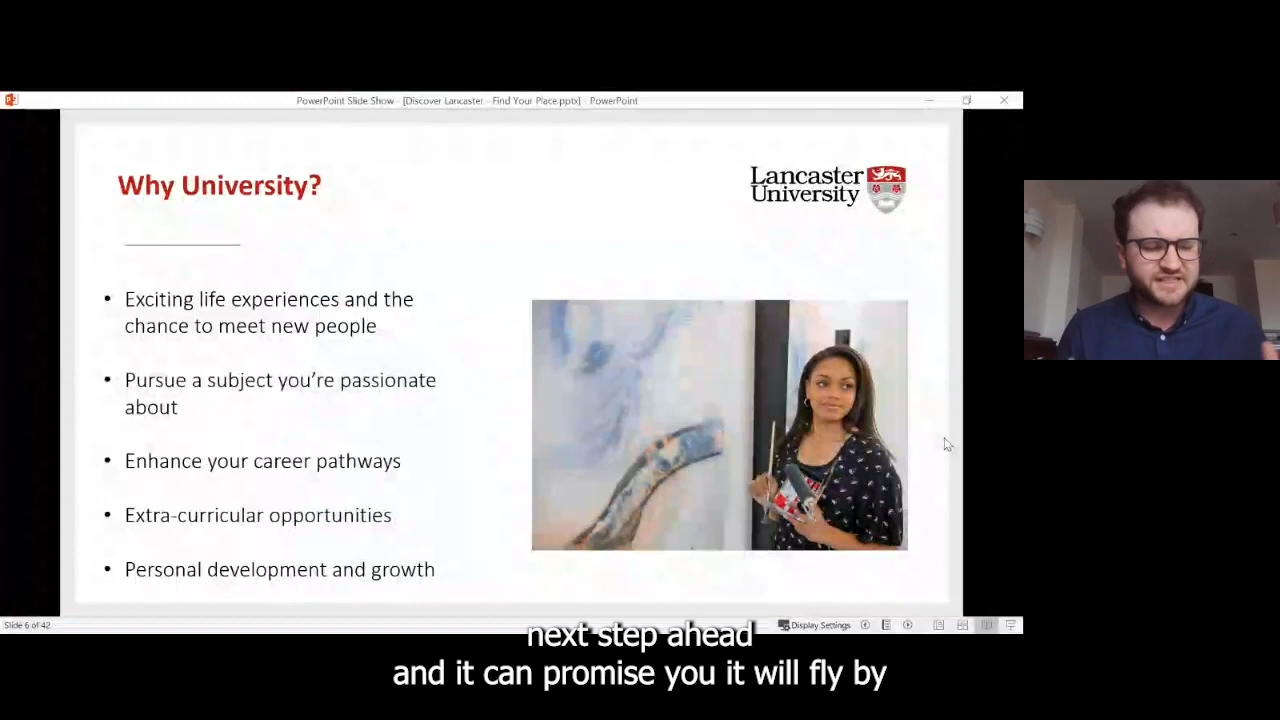 PowerPoint Slide Show - [Discover Lancaster - Find Your Place.pptx] - PowerPoint
Why University?
Lancaster
University
• Exciting life experiences and the
chance to meet new people
• Pursue a subject you're passionate
about
• Enhance your career pathways
• Extra-curricular opportunities
• Personal development and growth
Slide 6 of 42
Display Settings
next step ahead
and it can promise you it will fly by